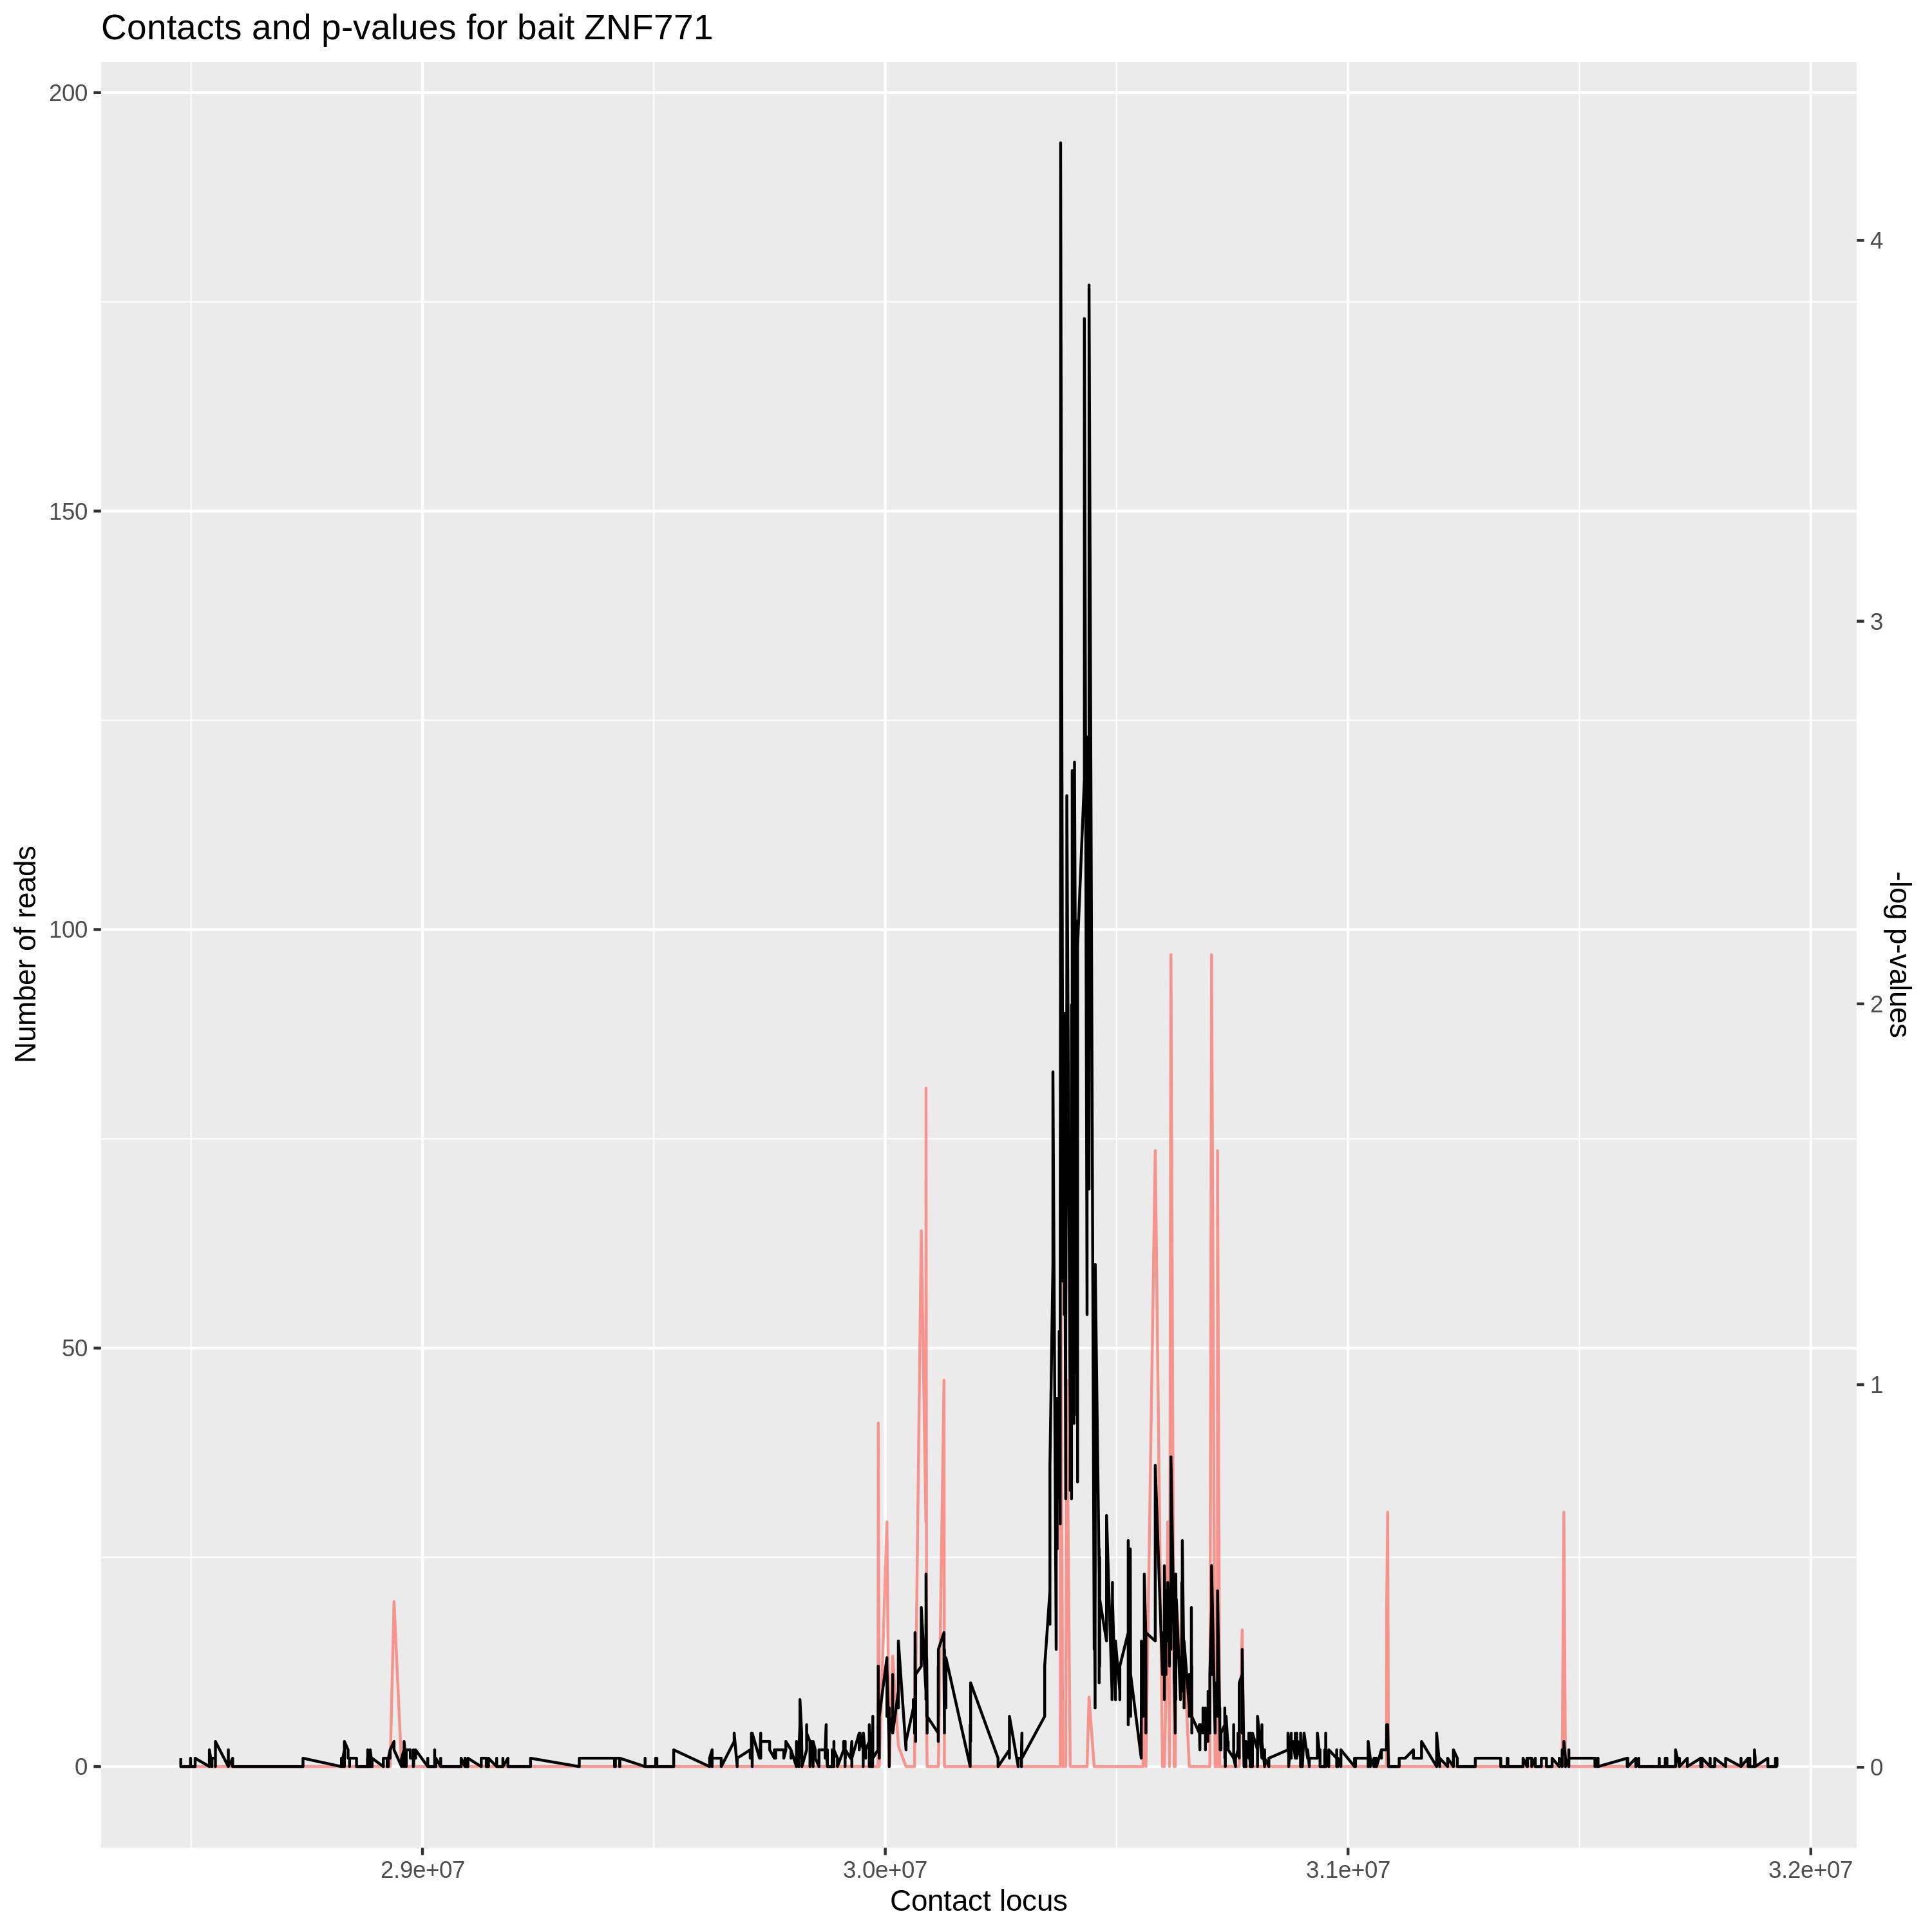 Contacts and p-values for bait ZNF771
200
150
100
50
0
Number of reads
4
3
2
1
0
-log p-values
2.9e+07
3.0e+07
3.1e+07
3.2e+07
Contact locus